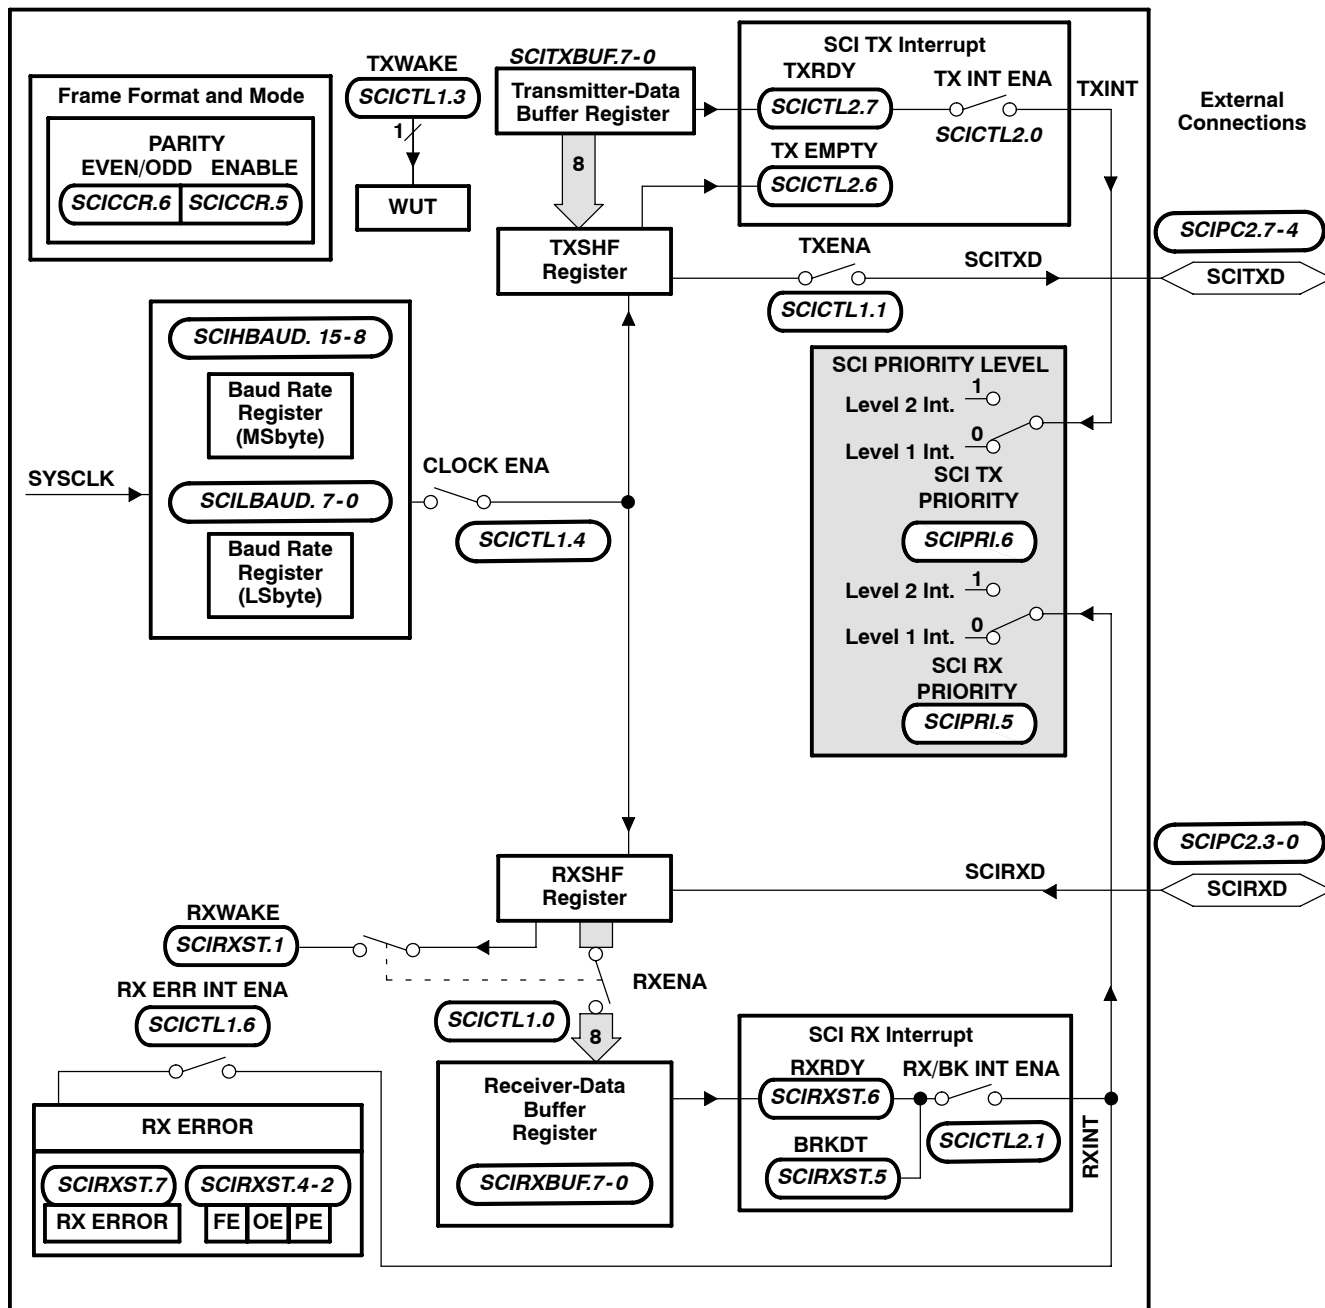 Frame Format and Mode
PARITY
EVEN/ODD ENABLE
SCICCR.6 SCICCR.5
TXWAKE
SCICTL1.3
1
WUT
SCITXBUF.7-0
Transmitter-Data
Buffer Register
8
TXSHF
Register
SCI TX Interrupt
TXRDY
SCICTL2.7
TX INT ENA
SCICTL2.0
TX EMPTY
SCICTL2.6
TXINT
External
Connections
TXENA
SCICTL1.1
SCITXD
SCIPC2.7-4
SCITXD
SCIHBAUD. 15-8
Baud Rate
Register
(MSbyte)
SYSCLK
SCILBAUD. 7-0
Baud Rate
Register
(LSbyte)
CLOCK ENA
SCICTL1.4
SCI PRIORITY LEVEL
1
Level 2 Int.
0
Level 1 Int.
SCI TX
PRIORITY
SCIPRI.6
1
Level 2 Int.
0
Level 1 Int.
SCI RX
PRIORITY
SCIPRI.5
RXSHF
Register
SCIRXD
SCIPC2.3-0
SCIRXD
RXWAKE
SCIRXST.1
RXENA
SCICTL1.0
8
RX ERR INT ENA
SCICTL1.6
RX ERROR
SCIRXST.7 SCIRXST.4-2
RX ERROR FE OE PE
Receiver-Data
Buffer
Register
SCIRXBUF.7-0
SCI RX Interrupt
RXRDY
SCIRXST.6
RX/BK INT ENA
SCICTL2.1
BRKDT
SCIRXST.5
RXINT